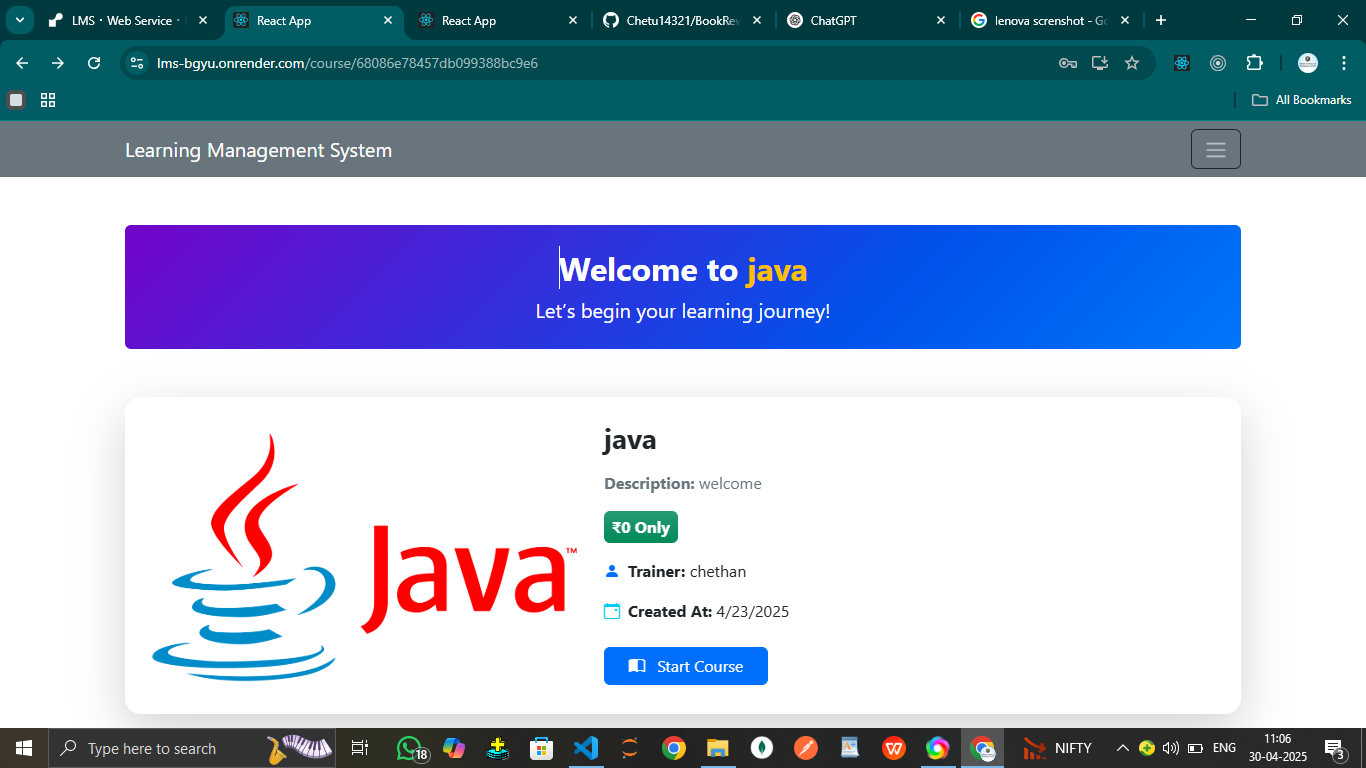 LMS · Web Service ·
React App
React App
Chetu14321/BookRev
ChatGPT
lenova screnshot - Go
lms-bgyu.onrender.com/course/68086e78457db099388bc9e6
All Bookmarks
Learning Management System
Welcome to java
Let's begin your learning journey!
Java™
java
Description: welcome
₹0 Only
Trainer: chethan
Created At: 4/23/2025
Start Course
Type here to search
18
NIFTY
ENG
11:06
30-04-2025
3